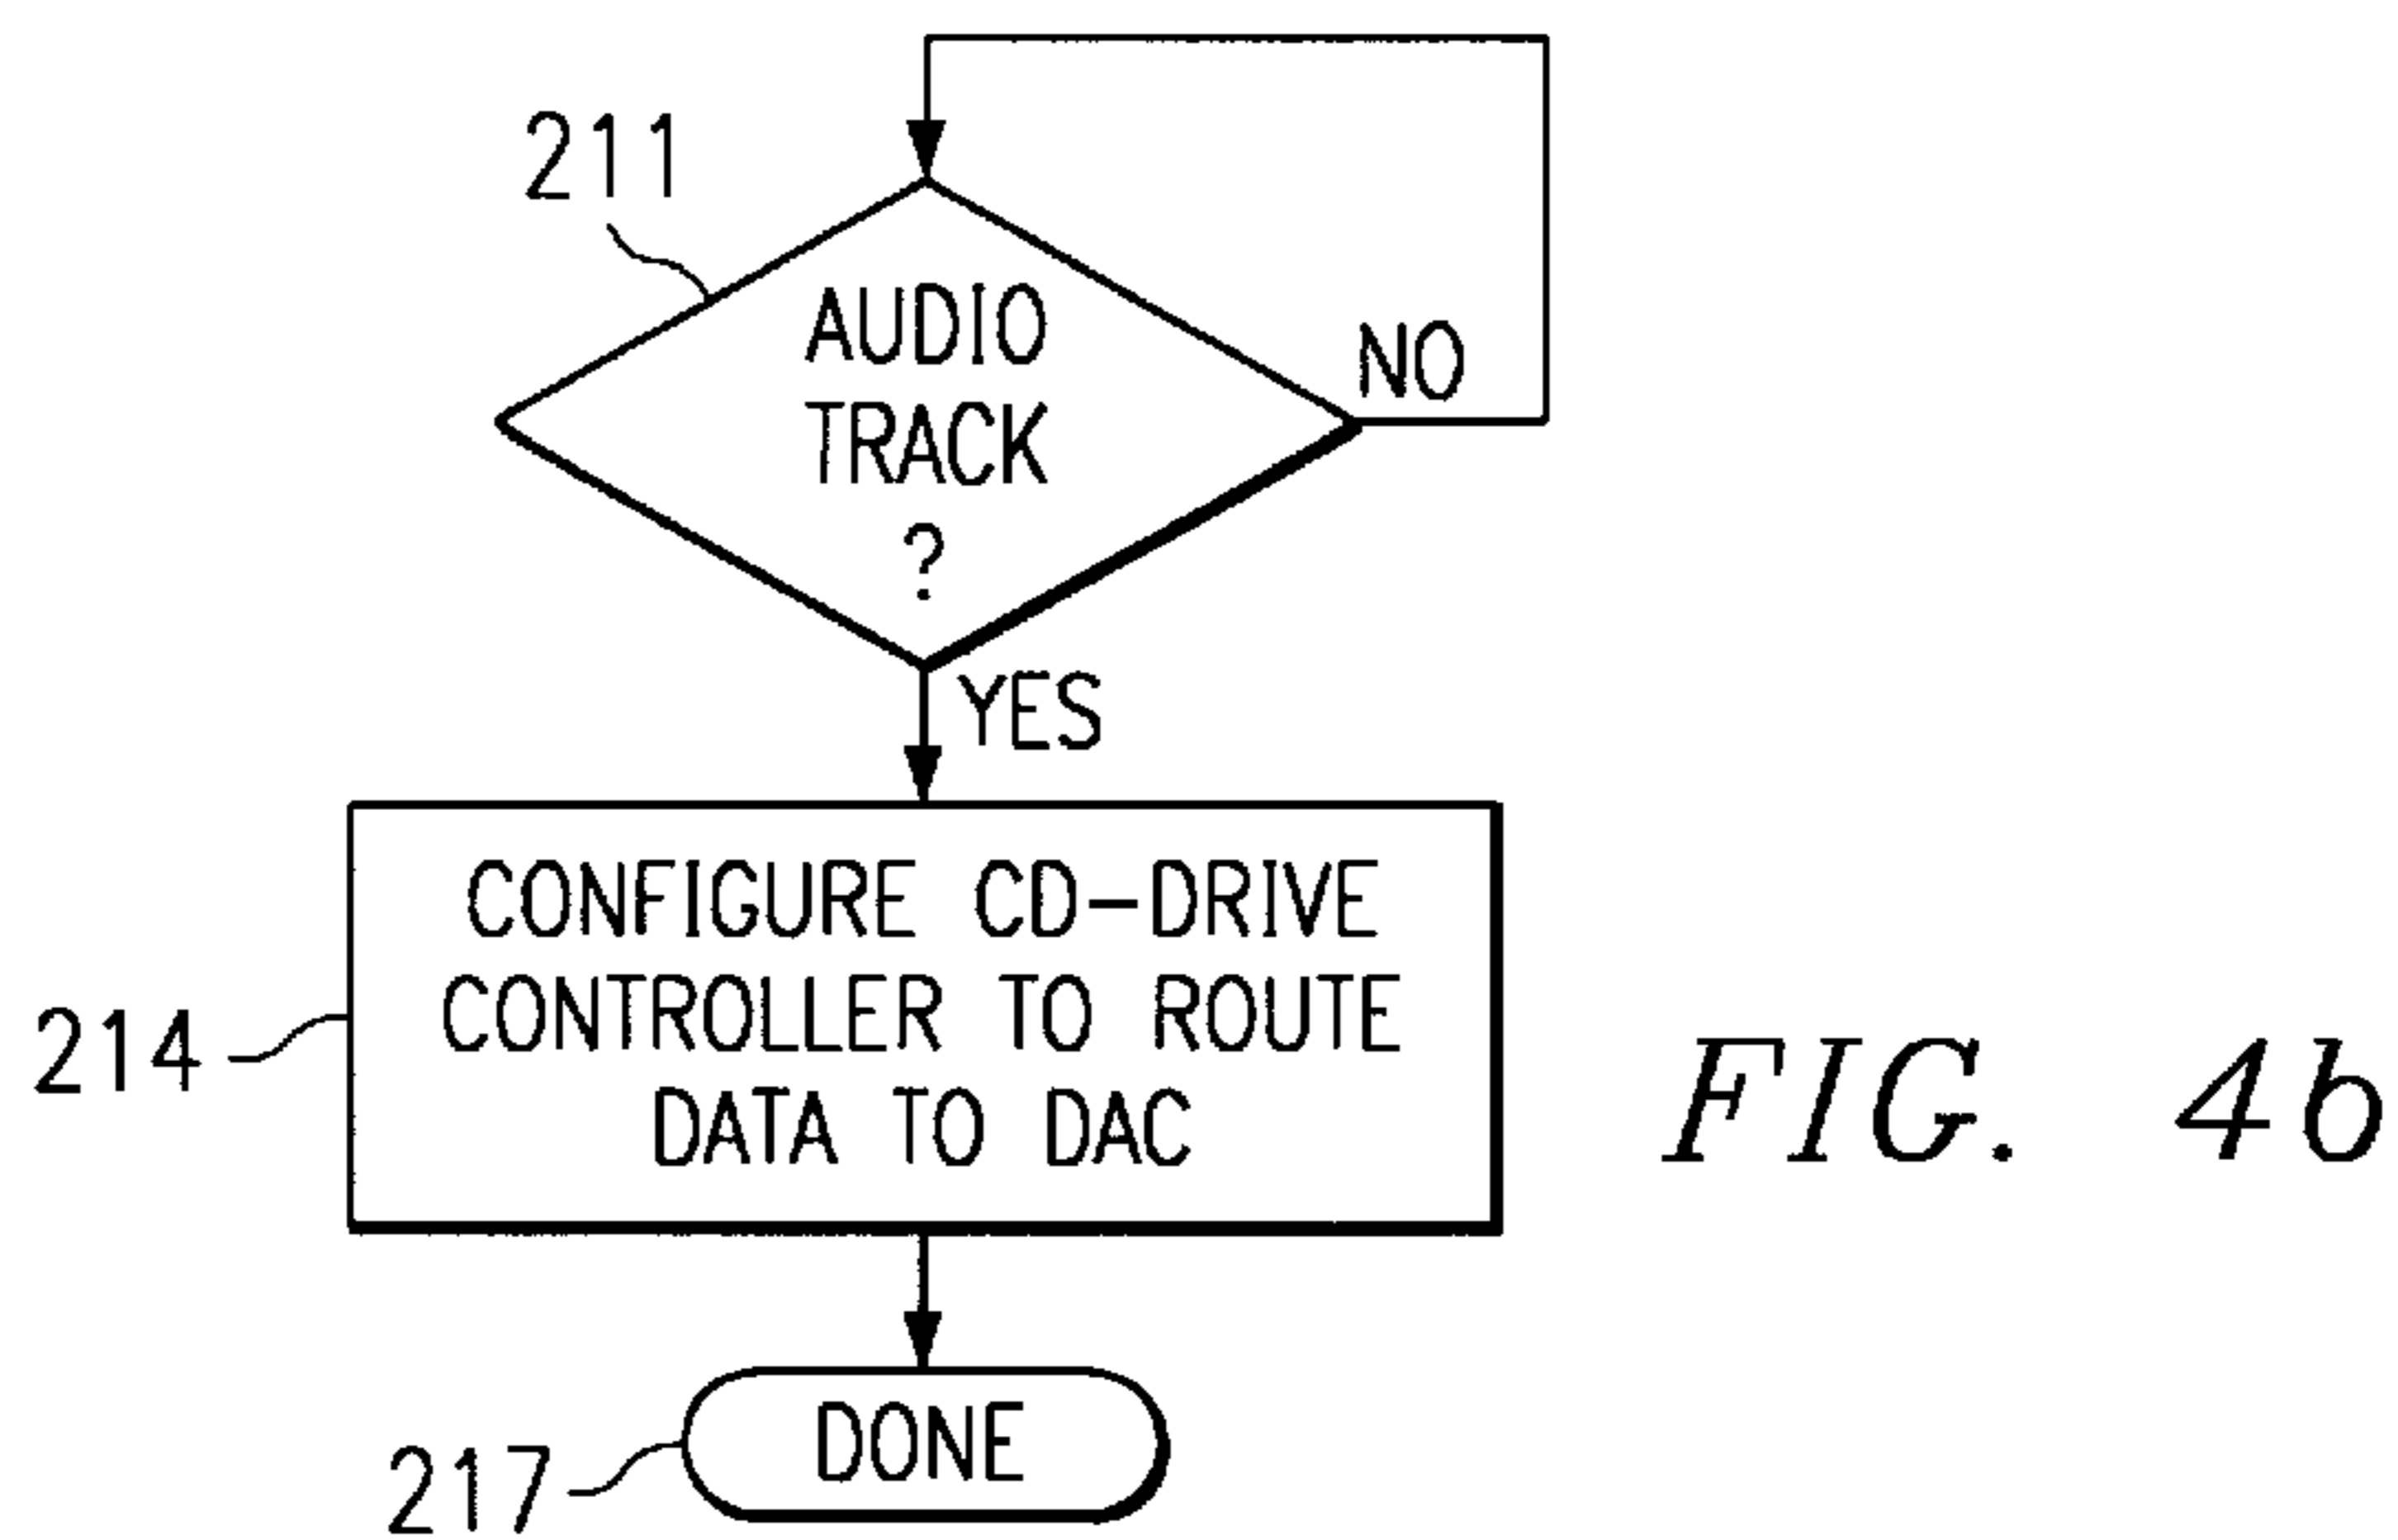 211
AUDIO
TRACK
?
NO
YES
CONFIGURE CD-DRIVE
CONTROLLER TO ROUTE
DATA TO DAC
214
FIG. 4b
DONE
217